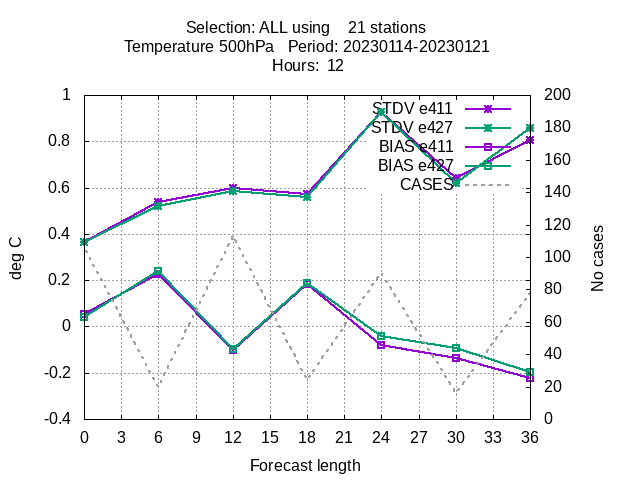 Selection: ALL using 21 stations
Temperature 500hPa Period: 20230114-20230121
Hours: 12
1
0.8
0.6
0.4
0.2
0
-0.2
-0.4
deg C
STDV e411
STDV e427
BIAS e411
BIAS e427
CASES
200
180
160
140
120
100
80
60
40
20
0
No cases
0 3 6 9 12 15 18 21 24 27 30 33 36
Forecast length